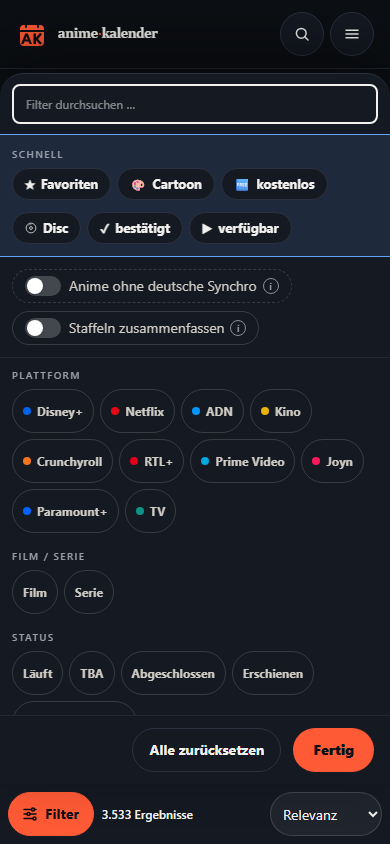 AK
anime·kalender
Filter durchsuchen ...
SCHNELL
★ Favoriten
Cartoon
FREE kostenlos
Disc
✓ bestätigt
▶ verfügbar
Anime ohne deutsche Synchro i
Staffeln zusammenfassen i
PLATTFORM
Disney+
Netflix
ADN
Kino
Crunchyroll
RTL+
Prime Video
Joyn
Paramount+
TV
FILM / SERIE
Film
Serie
STATUS
Läuft
TBA
Abgeschlossen
Erschienen
Alle zurücksetzen
Fertig
Filter
3.533 Ergebnisse
Relevanz